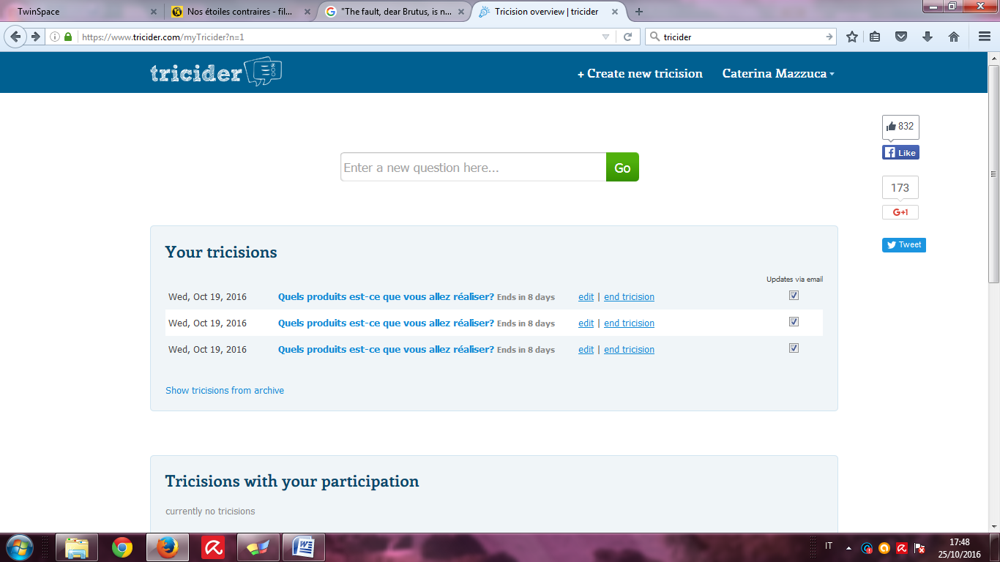 TwinSpace
Nos étoiles contraires - fil...
"The fault, dear Brutus, is n...
Tricision overview | tricider
https://www.tricider.com/myTricider?n=1
tricider
tricider
+ Create new tricision
Caterina Mazzuca
832
Like
Enter a new question here...
Go
173
G+1
Tweet
Your tricisions
Updates via email
Wed, Oct 19, 2016 Quels produits est-ce que vous allez réaliser? Ends in 8 days edit | end tricision
Wed, Oct 19, 2016 Quels produits est-ce que vous allez réaliser? Ends in 8 days edit | end tricision
Wed, Oct 19, 2016 Quels produits est-ce que vous allez réaliser? Ends in 8 days edit | end tricision
Show tricisions from archive
Tricisions with your participation
currently no tricisions
IT
17:48
25/10/2016